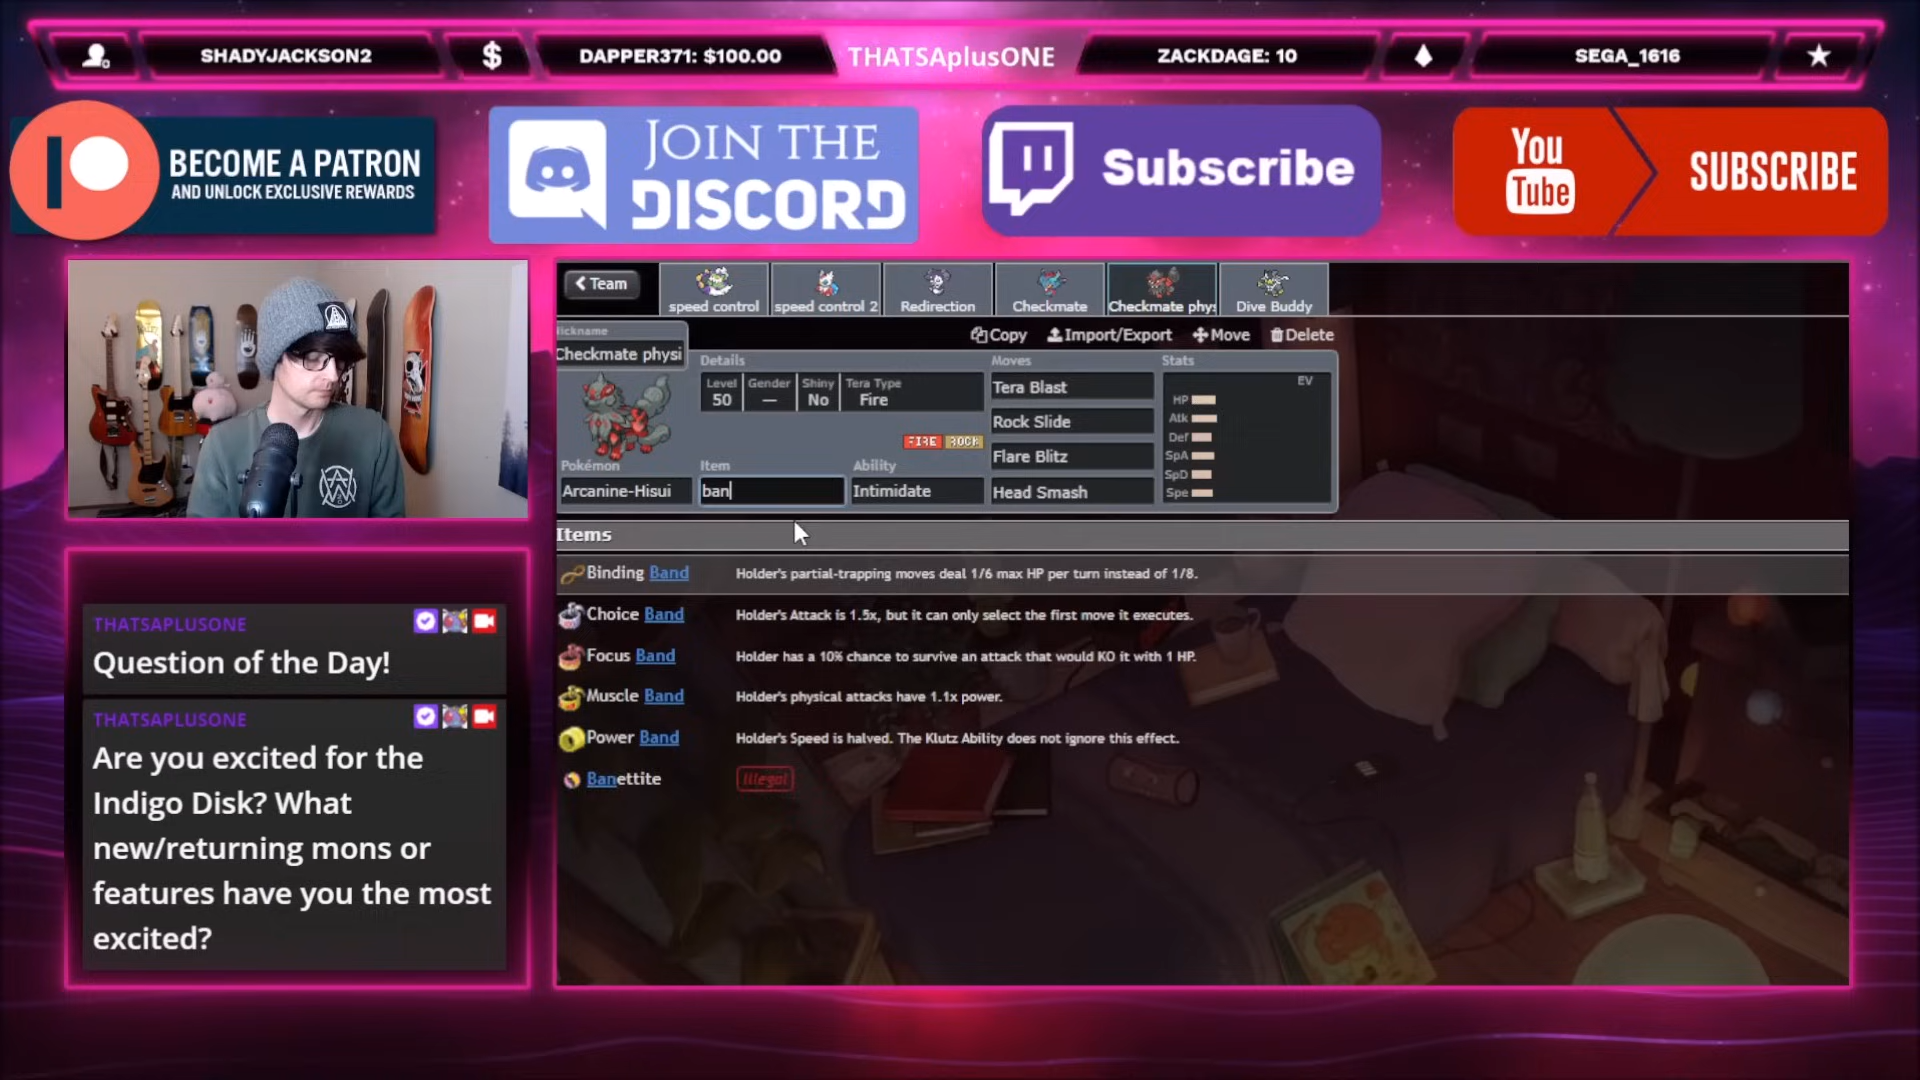 SHADYJACKSON2
$
DAPPER371: $100.00
THATSAplusONE
ZACKDAGE: 10
SEGA_1616
BECOME A PATRON
AND UNLOCK EXCLUSIVE REWARDS
JOIN THE
DISCORD
Subscribe
You
Tube
SUBSCRIBE
Team
speed control
speed control 2
Redirection
Checkmate
Checkmate phys
Dive Buddy
Copy
Import/Export
Move
Delete
ickname
Checkmate physi
Details
Level
50
Gender
—
Shiny
No
Tera Type
Fire
FIRE
ROCK
Pokémon
Arcanine-Hisui
Item
ban
Ability
Intimidate
Moves
Tera Blast
Rock Slide
Flare Blitz
Head Smash
Stats
EV
HP
Atk
Def
SpA
SpD
Spe
Items
Binding Band Holder's partial-trapping moves deal 1/6 max HP per turn instead of 1/8.
Choice Band Holder's Attack is 1.5x, but it can only select the first move it executes.
Focus Band Holder has a 10% chance to survive an attack that would KO it with 1 HP.
Muscle Band Holder's physical attacks have 1.1x power.
Power Band Holder's Speed is halved. The Klutz Ability does not ignore this effect.
Banettite Illegal
THATSAPLUSONE
Question of the Day!
THATSAPLUSONE
Are you excited for the
Indigo Disk? What
new/returning mons or
features have you the most
excited?